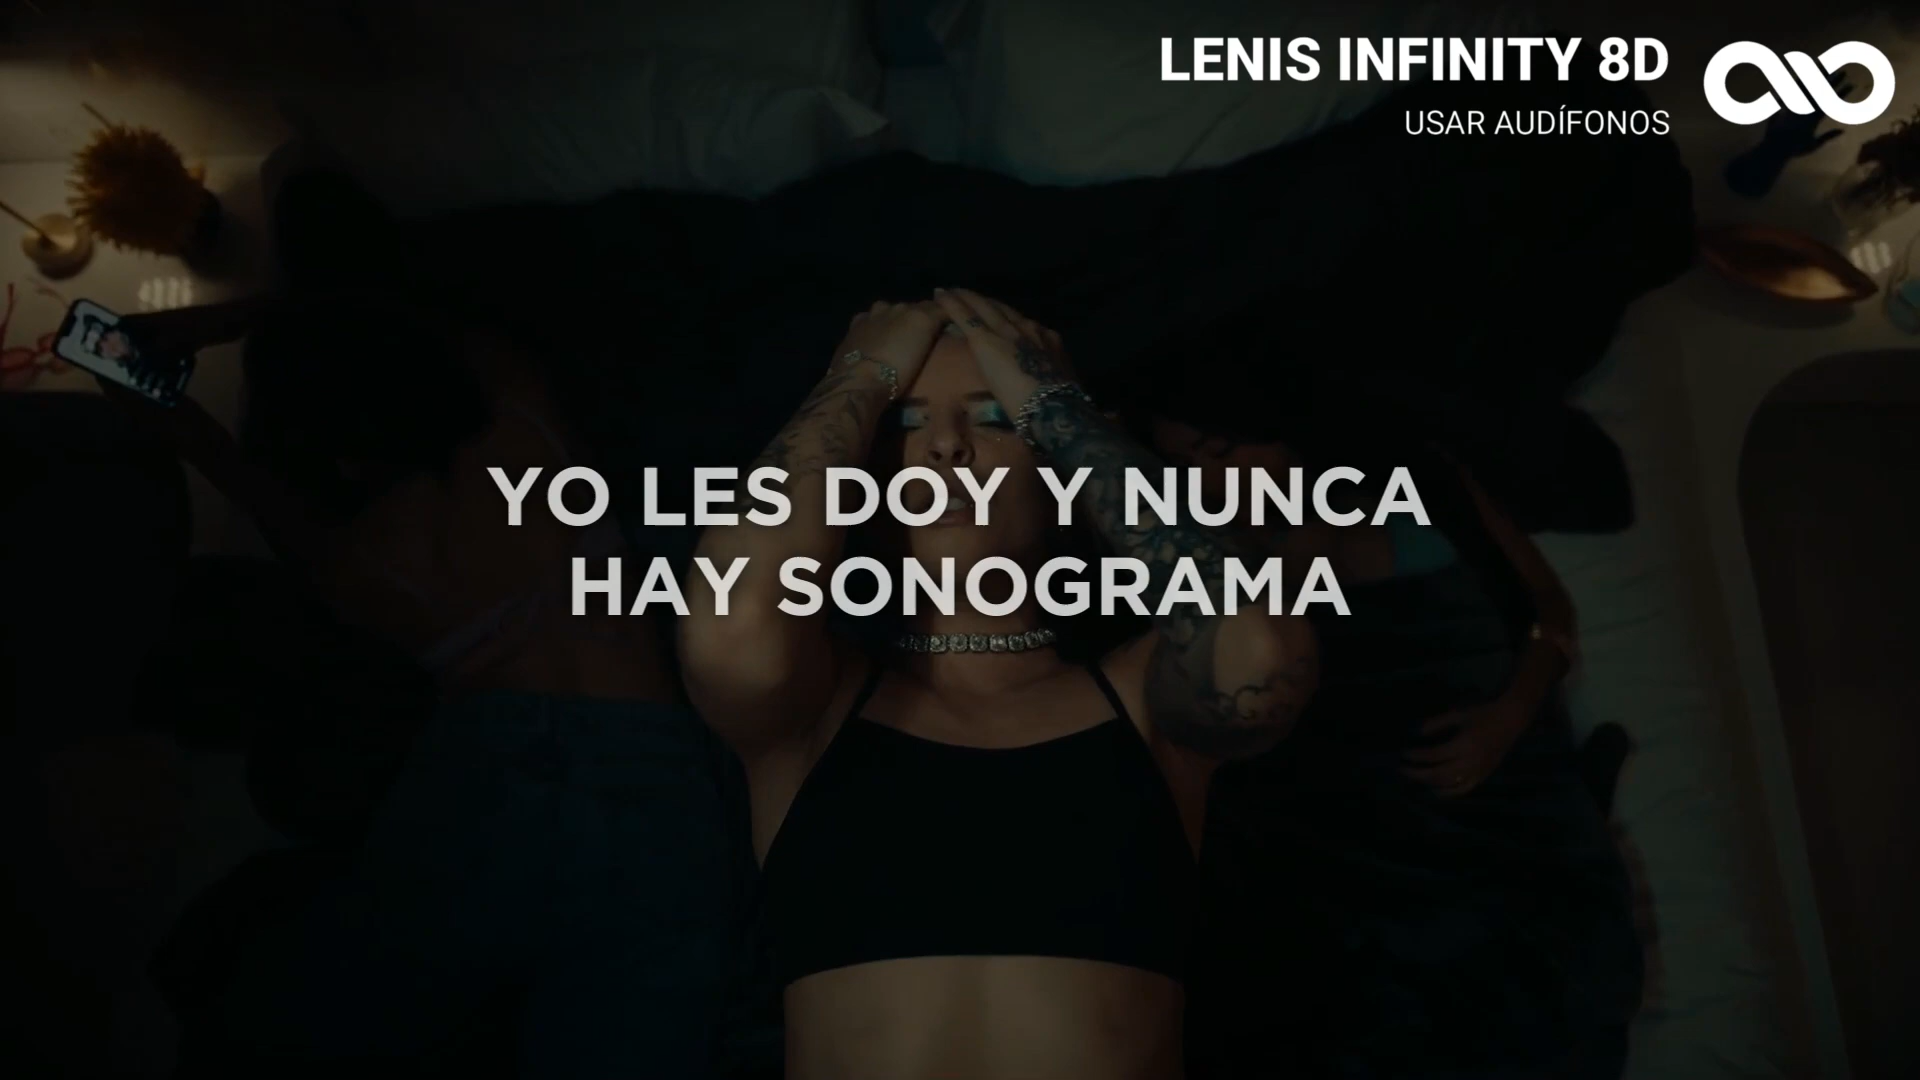 LENIS INFINITY 8D
USAR AUDÍFONOS
YO LES DOY Y NUNCA
HAY SONOGRAMA